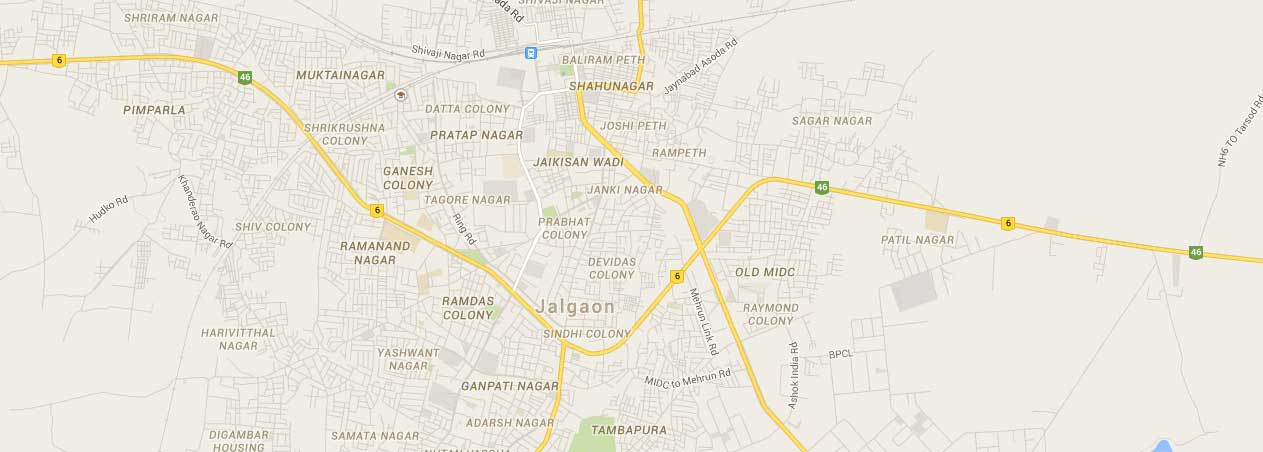 SHIVAJI NAGAR
ada Rd
SHRIRAM NAGAR
Shivaji Nagar Rd
6
BALIRAM PETH
46
MUKTAINAGAR
SHAHUNAGAR
Jaynabad Asoda Rd
PIMPARLA
DATTA COLONY
SHRIKRUSHNA
COLONY
PRATAP NAGAR
JOSHI PETH
SAGAR NAGAR
NH6 TO Tarsod Rd
RAMPETH
JAIKISAN WADI
GANESH
COLONY
JANKI NAGAR
46
TAGORE NAGAR
Khanderao Nagar Rd
Hudko Rd
6
SHIV COLONY
Ring Rd
PRABHAT
COLONY
6
PATIL NAGAR
46
RAMANAND
NAGAR
DEVIDAS
COLONY
6
OLD MIDC
RAMDAS
COLONY
Jalgaon
Mehrun Link Rd
RAYMOND
COLONY
HARIVITTHAL
NAGAR
SINDHI COLONY
YASHWANT
NAGAR
BPCL
Ashok India Rd
GANPATI NAGAR
MIDC to Mehrun Rd
ADARSH NAGAR
DIGAMBAR
HOUSING
SAMATA NAGAR
TAMBAPURA
NUTAN VARSHA